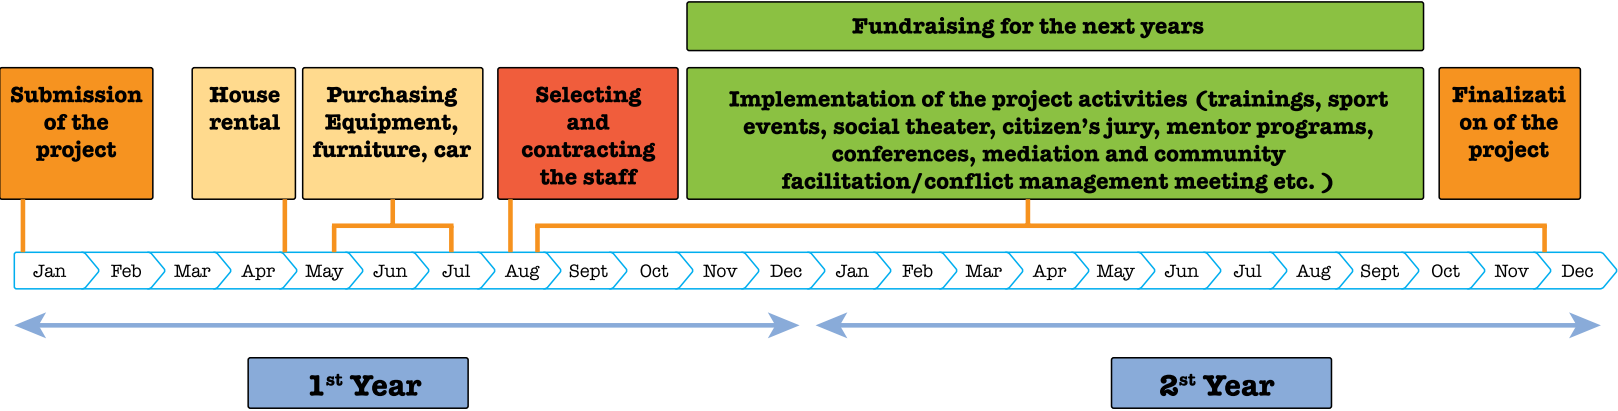 Fundraising for the next years
Submission
of the
project
House
rental
Purchasing
Equipment,
furniture, car
Selecting
and
contracting
the staff
Implementation of the project activities (trainings, sport
events, social theater, citizen's jury, mentor programs,
conferences, mediation and community
facilitation/conflict management meeting etc. )
Finalizati
on of the
project
Jan Feb Mar Apr May Jun Jul Aug Sept Oct Nov Dec Jan Feb Mar Apr May Jun Jul Aug Sept Oct Nov Dec
1st Year
2st Year